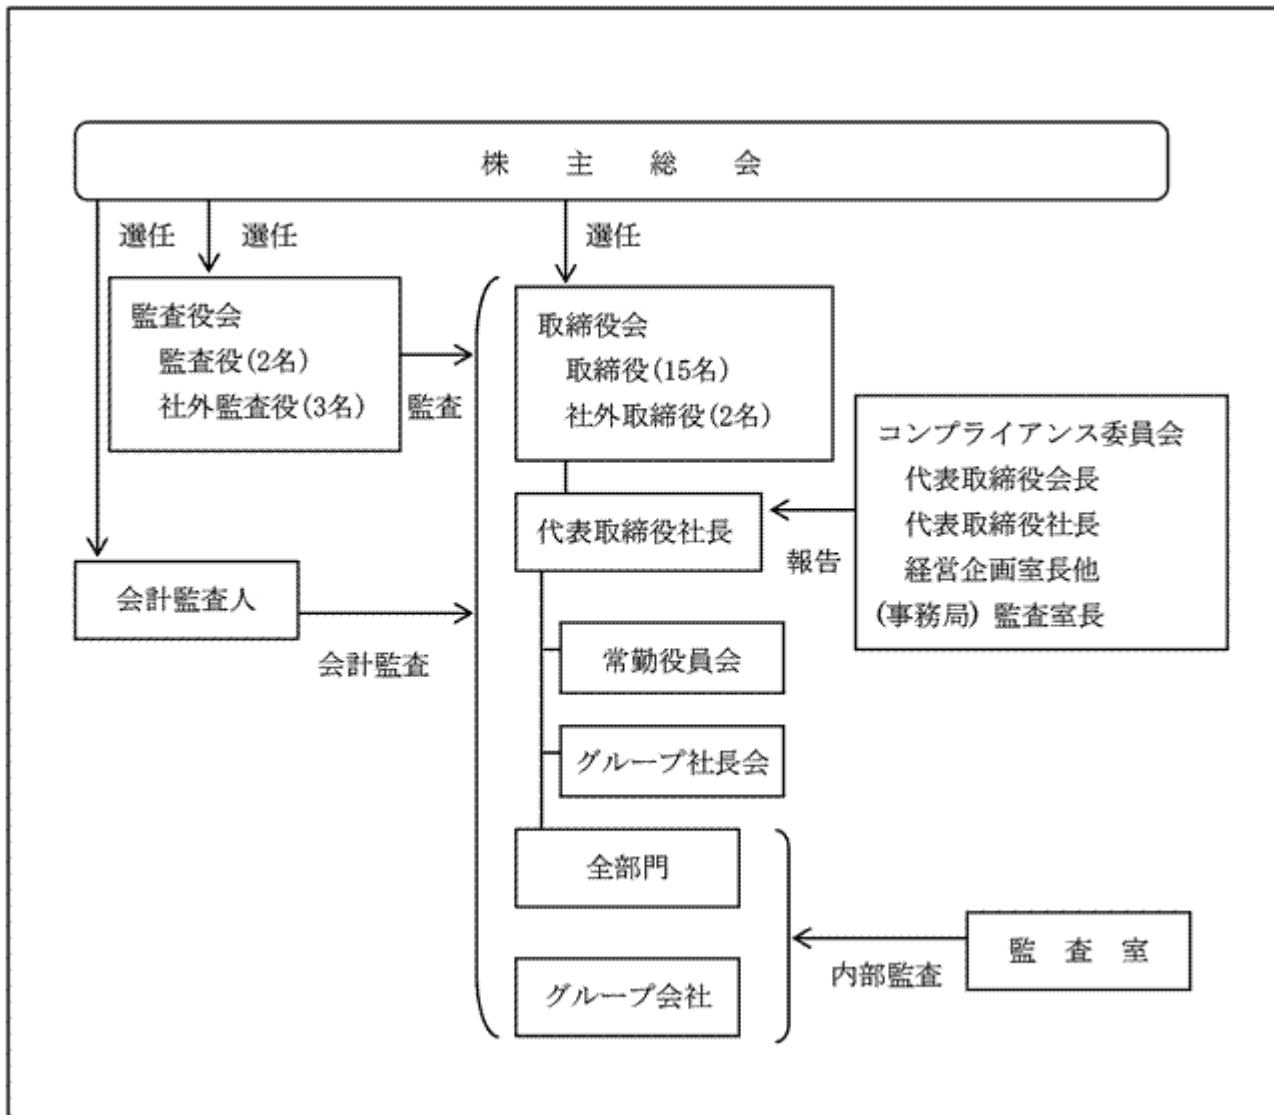 株主総会
選任
選任
選任
監査役会
監査役(2名)
社外監査役(3名)
監査
取締役会
取締役(15名)
社外取締役(2名)
コンプライアンス委員会
代表取締役会長
代表取締役社長
経営企画室長他
(事務局) 監査室長
代表取締役社長
報告
会計監査人
会計監査
常勤役員会
グループ社長会
全部門
グループ会社
内部監査
監査室